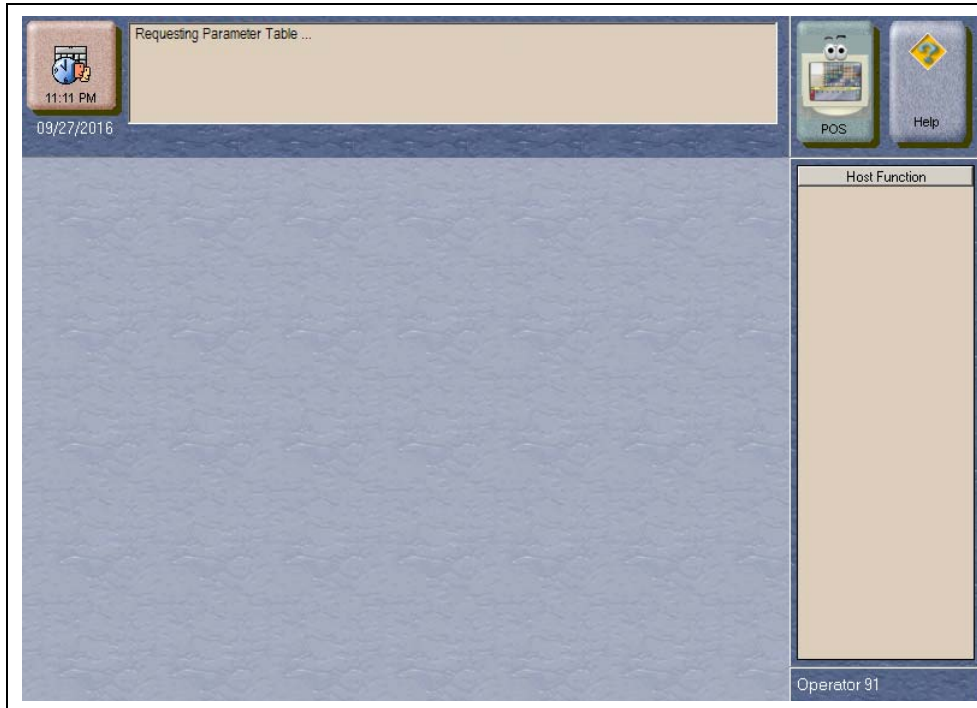 Requesting Parameter Table ...
11:11 PM
09/27/2016
POS
Help
Host Function
Operator 91